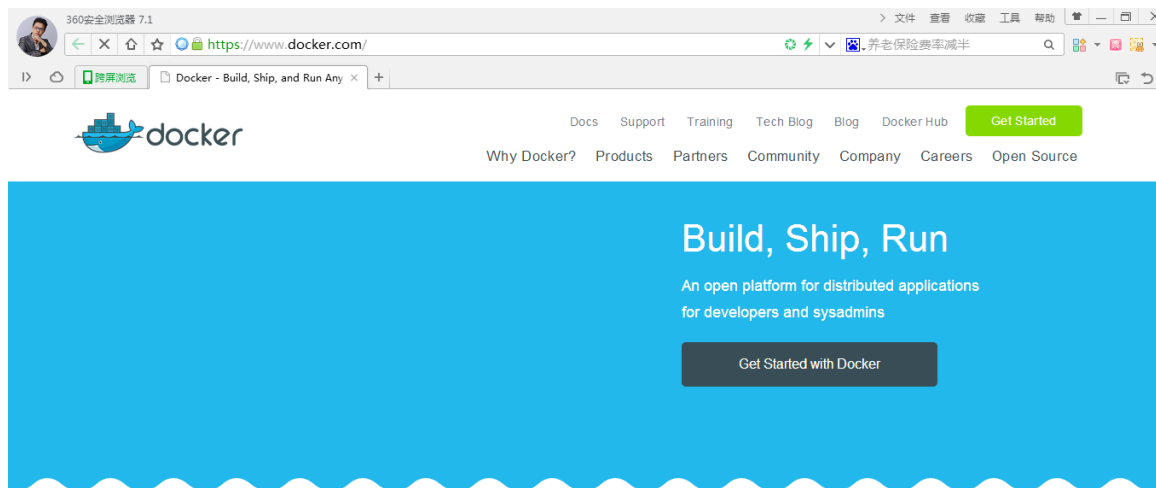 360安全浏览器 7.1
文件 查看 收藏 工具 帮助
https://www.docker.com/
养老保险费率减半
跨屏浏览
Docker - Build, Ship, and Run Any
docker
Docs Support Training Tech Blog Blog Docker Hub Get Started
Why Docker? Products Partners Community Company Careers Open Source
Build, Ship, Run
An open platform for distributed applications
for developers and sysadmins
Get Started with Docker